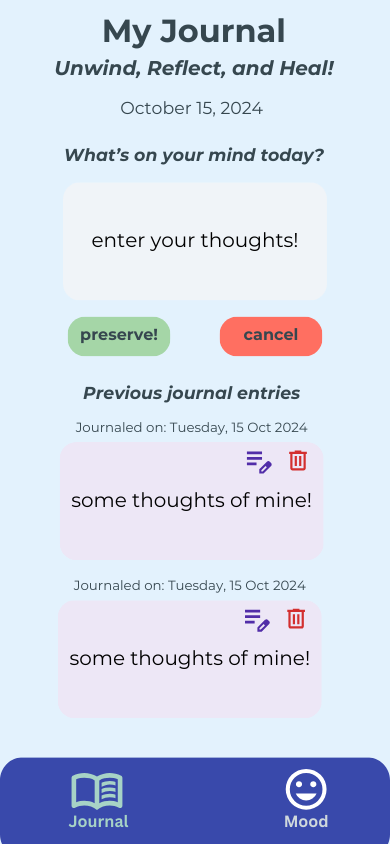 My Journal
Unwind, Reflect, and Heal!
October 15, 2024
What’s on your mind today?
enter your thoughts!
preserve! cancel
Previous journal entries
Journaled on: Tuesday, 15 Oct 2024
some thoughts of mine!
Journaled on: Tuesday, 15 Oct 2024
some thoughts of mine!
Journal Mood